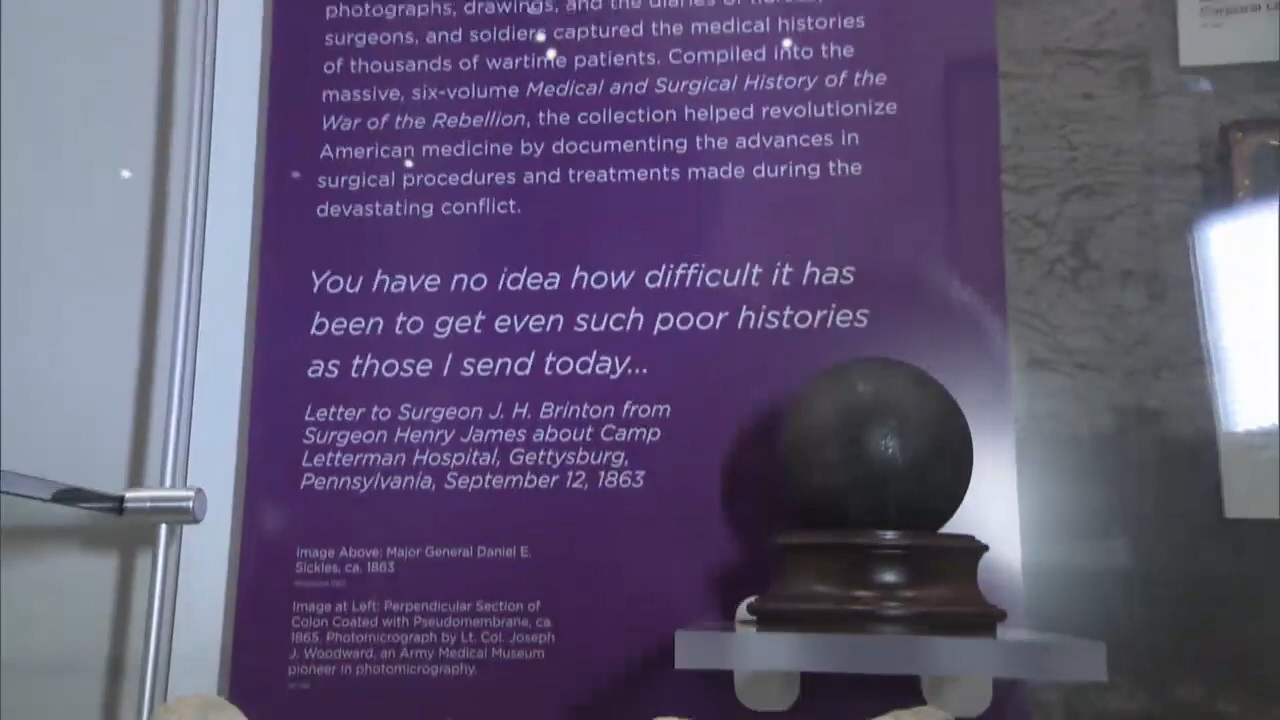 photographs, drawings, and the diaries of
surgeons, and soldiers captured the medical histories
of thousands of wartime patients. Compiled into the
massive, six-volume Medical and Surgical History of the
War of the Rebellion, the collection helped revolutionize
American medicine by documenting the advances in
surgical procedures and treatments made during the
devastating conflict.
You have no idea how difficult it has
been to get even such poor histories
as those I send today...
Letter to Surgeon J. H. Brinton from
Surgeon Henry James about Camp
Letterman Hospital, Gettysburg,
Pennsylvania, September 12, 1863
Image Above: Major General Daniel E.
Sickles, ca. 1863
Image at Left: Perpendicular Section of
Colon Coated with Pseudomembrane, ca.
1865. Photomicrograph by Lt. Col. Joseph
J. Woodward, an Army Medical Museum
pioneer in photomicrography.